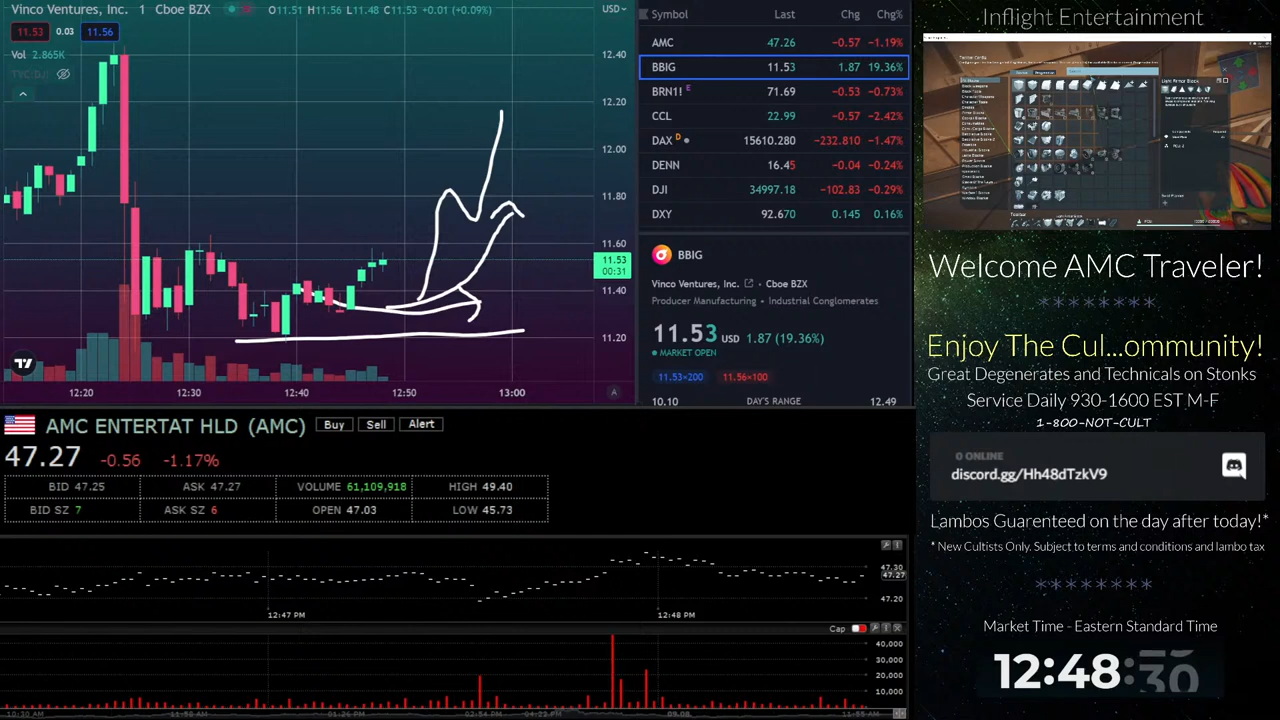 Vinco Ventures, Inc. 1 Cboe BZX O11.51 H11.56 L11.48 C11.53 +0.01 (+0.09%) USD
11.53 0.03 11.56
Vol 2.865K
TVC:DJI
12.40
12.20
12.00
11.80
11.60
11.53
00:31
11.40
11.20
12:20 12:30 12:40 12:50 13:00
A
Symbol Last Chg Chg%
AMC 47.26 -0.57 -1.19%
BBIG 11.53 1.87 19.36%
BRN1! E 71.69 -0.53 -0.73%
CCL 22.99 -0.57 -2.42%
DAX D 15610.280 -232.810 -1.47%
DENN 16.45 -0.04 -0.24%
DJI 34997.18 -102.83 -0.29%
DXY 92.670 0.145 0.16%
BBIG
Vinco Ventures, Inc. Cboe BZX
Producer Manufacturing • Industrial Conglomerates
11.53 USD 1.87 (19.36%)
MARKET OPEN
11.53×200 11.56×100
10.10 DAY'S RANGE 12.49
AMC ENTERTAT HLD (AMC) Buy Sell Alert
47.27 -0.56 -1.17%
BID 47.25 ASK 47.27 VOLUME 61,109,918 HIGH 49.40
BID SZ 7 ASK SZ 6 OPEN 47.03 LOW 45.73
47.30
47.27
47.20
12:47 PM 12:48 PM
Cap
40,000
30,000
20,000
10,000
Inflight Entertainment
Welcome AMC Traveler!
********
Enjoy The Cul...ommunity!
Great Degenerates and Technicals on Stonks
Service Daily 930-1600 EST M-F
1-800-NOT-CULT
0 ONLINE
discord.gg/Hh48dTzkV9
Lambos Guarenteed on the day after today!*
* New Cultists Only. Subject to terms and conditions and lambo tax
********
Market Time - Eastern Standard Time
12:48:30